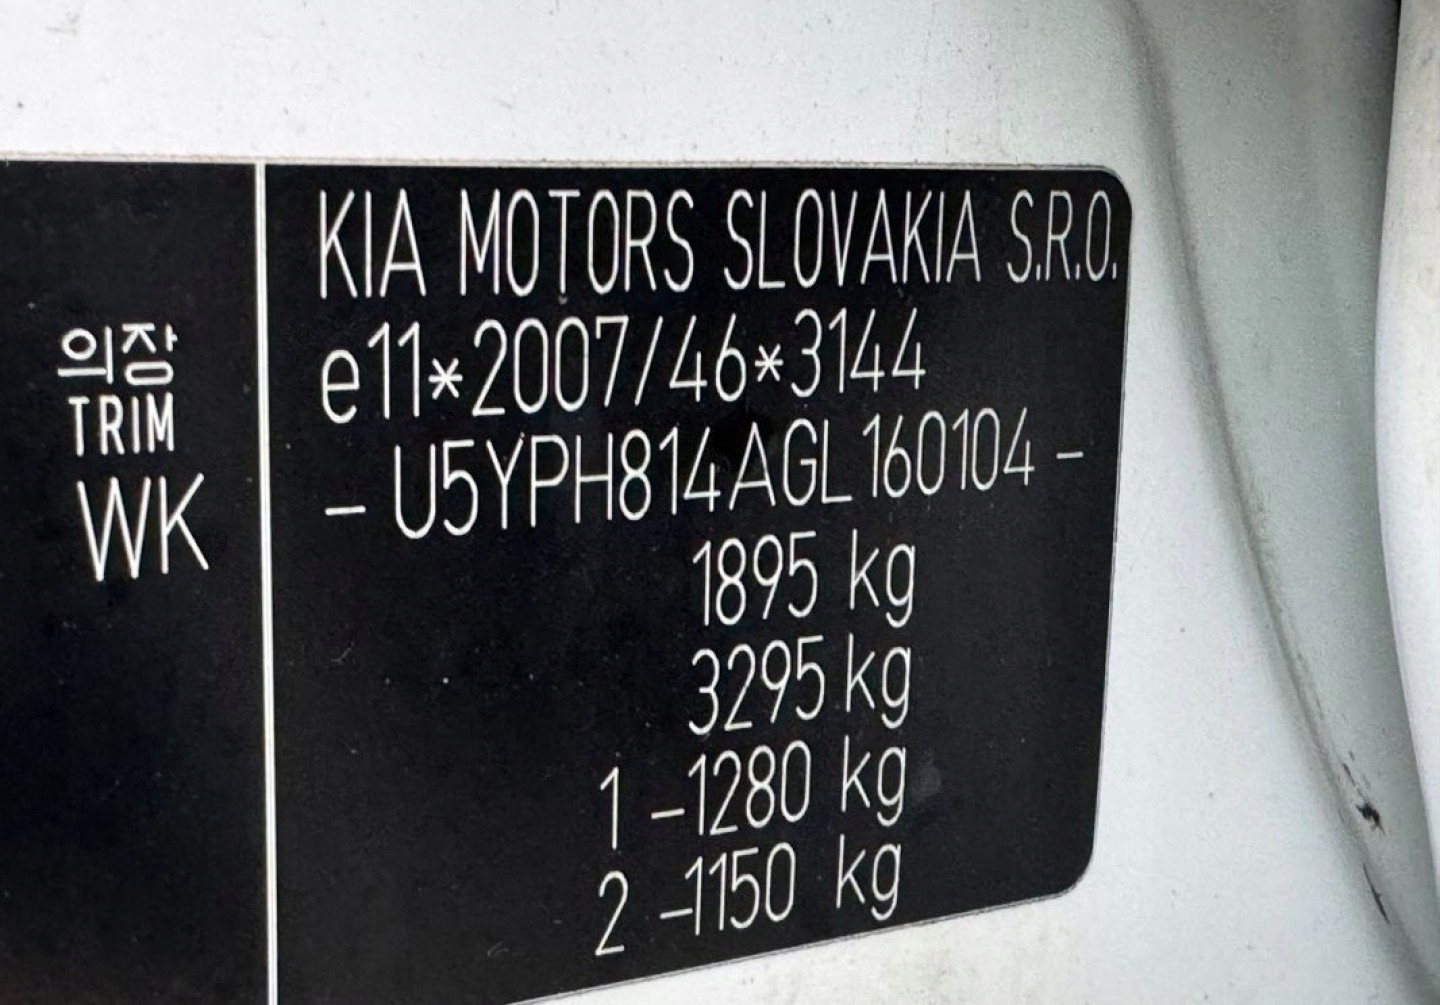 의장
TRIM
WK
KIA MOTORS SLOVAKIA S.R.O.
e11*2007/46*3144
- U5YPH814AGL160104 -
1895 kg
3295 kg
1 -1280 kg
2 -1150 kg